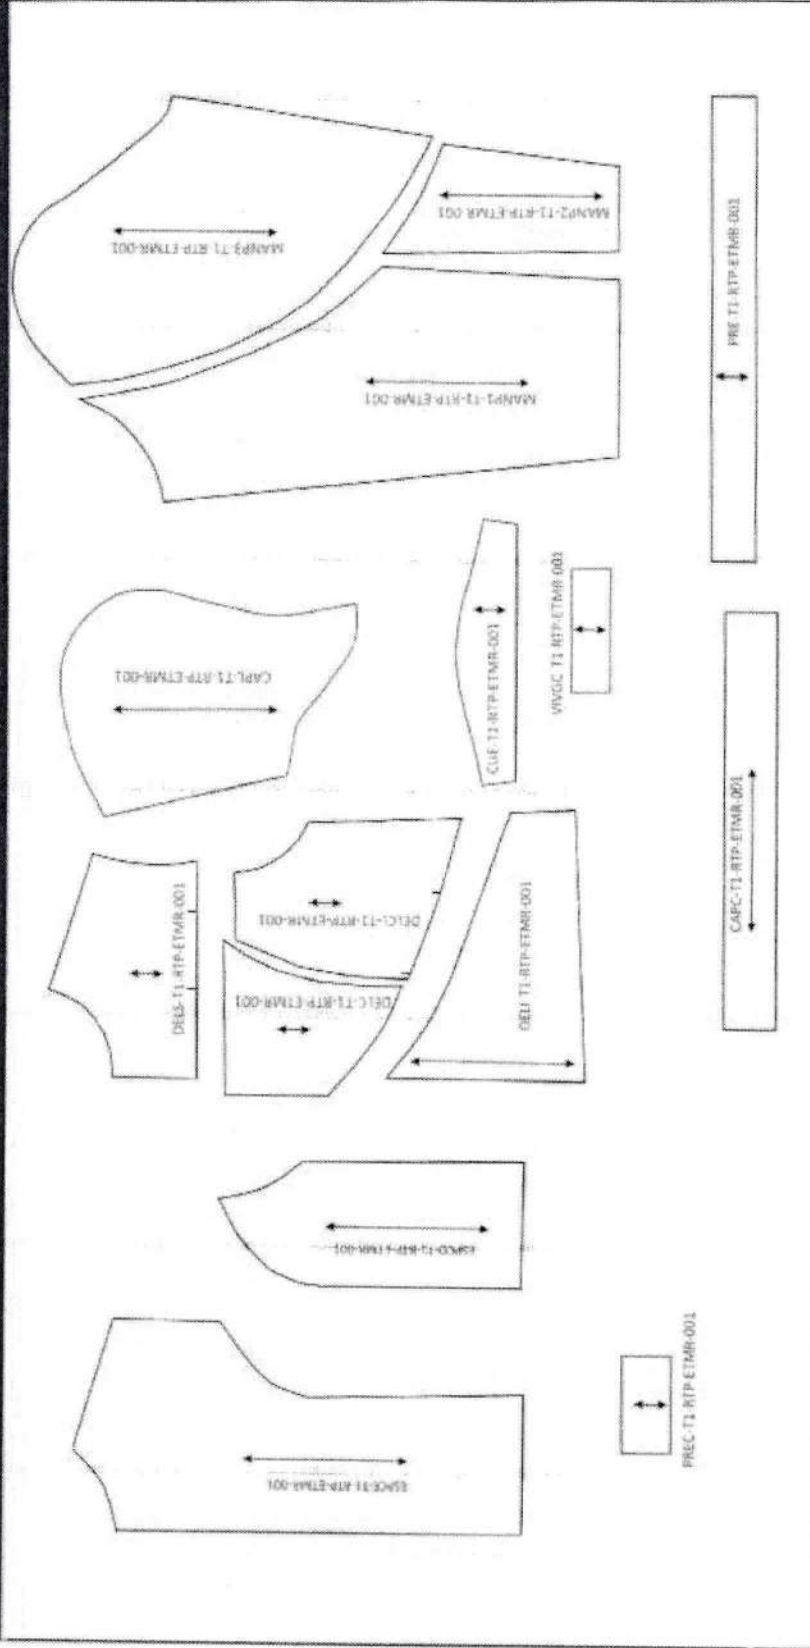 MANP3-T1-RTP-ETMR-001
MANP2-T1-RTP-ETMR-001
MANP1-T1-RTP-ETMR-001
PRE T1-RTP-ETMR-001
CAPL-T1-RTP-ETMR-001
CUE-T1-RTP-ETMR-001
VIVGC T1-RTP-ETMR-001
CAPC-T1-RTP-ETMR-001
DELS-T1-RTP-ETMR-001
DELCL-T1-RTP-ETMR-001
DELC-T1-RTP-ETMR-001
DELI T1-RTP-ETMR-001
ESPCO-T1-RTP-ETMR-001
ESPCE-T1-RTP-ETMR-001
PREC-T1-RTP-ETMR-001